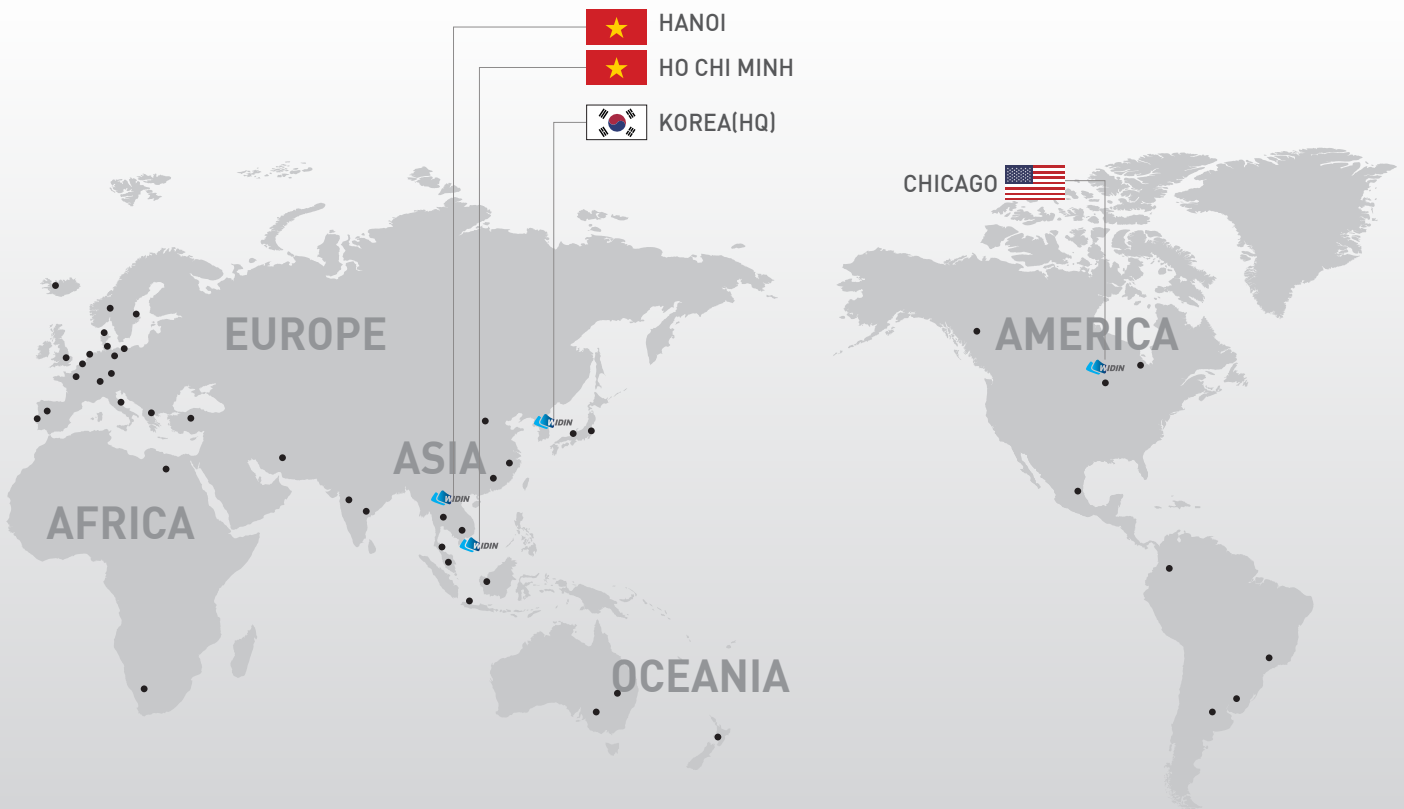 HANOI
HO CHI MINH
KOREA(HQ)
CHICAGO
EUROPE
AMERICA
WIDIN
WIDIN
ASIA
WIDIN
AFRICA
WIDIN
OCEANIA